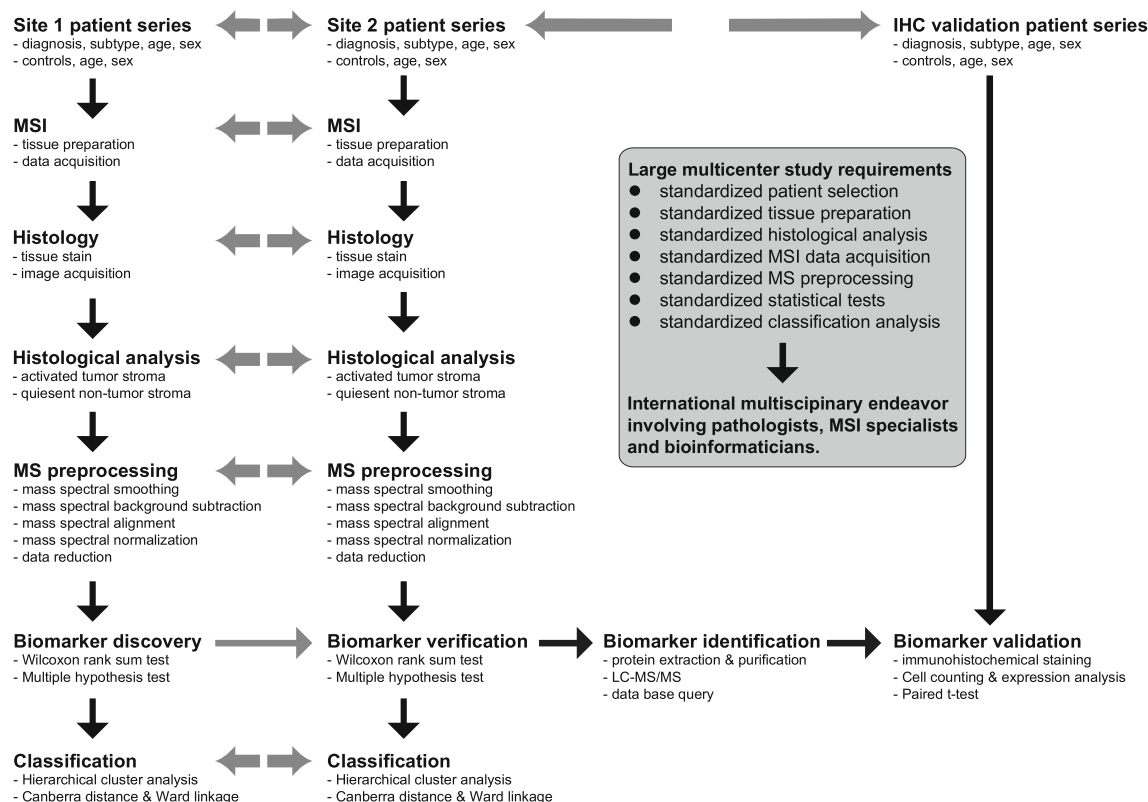 Site 1 patient series
- diagnosis, subtype, age, sex
- controls, age, sex
MSI
- tissue preparation
- data acquisition
Histology
- tissue stain
- image acquisition
Histological analysis
- activated tumor stroma
- quiesent non-tumor stroma
MS preprocessing
- mass spectral smoothing
- mass spectral background subtraction
- mass spectral alignment
- mass spectral normalization
- data reduction
Biomarker discovery
- Wilcoxon rank sum test
- Multiple hypothesis test
Classification
- Hierarchical cluster analysis
- Canberra distance & Ward linkage
Site 2 patient series
- diagnosis, subtype, age, sex
- controls, age, sex
MSI
- tissue preparation
- data acquisition
Histology
- tissue stain
- image acquisition
Histological analysis
- activated tumor stroma
- quiesent non-tumor stroma
MS preprocessing
- mass spectral smoothing
- mass spectral background subtraction
- mass spectral alignment
- mass spectral normalization
- data reduction
Biomarker verification
- Wilcoxon rank sum test
- Multiple hypothesis test
Classification
- Hierarchical cluster analysis
- Canberra distance & Ward linkage
Large multicenter study requirements
● standardized patient selection
● standardized tissue preparation
● standardized histological analysis
● standardized MSI data acquisition
● standardized MS preprocessing
● standardized statistical tests
● standardized classification analysis
International multiscipinary endeavor
involving pathologists, MSI specialists
and bioinformaticians.
Biomarker identification
- protein extraction & purification
- LC-MS/MS
- data base query
IHC validation patient series
- diagnosis, subtype, age, sex
- controls, age, sex
Biomarker validation
- immunohistochemical staining
- Cell counting & expression analysis
- Paired t-test